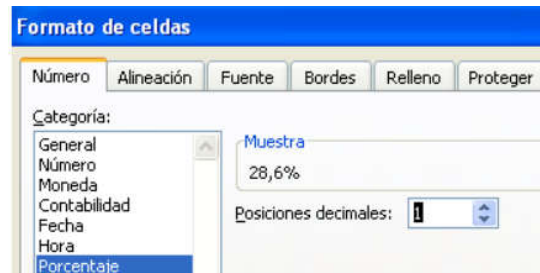 Formato de celdas
Número Alineación Fuente Bordes Relleno Proteger
Categoría:
General
Número
Moneda
Contabilidad
Fecha
Hora
Porcentaje
Muestra
28,6%
Posiciones decimales: 1